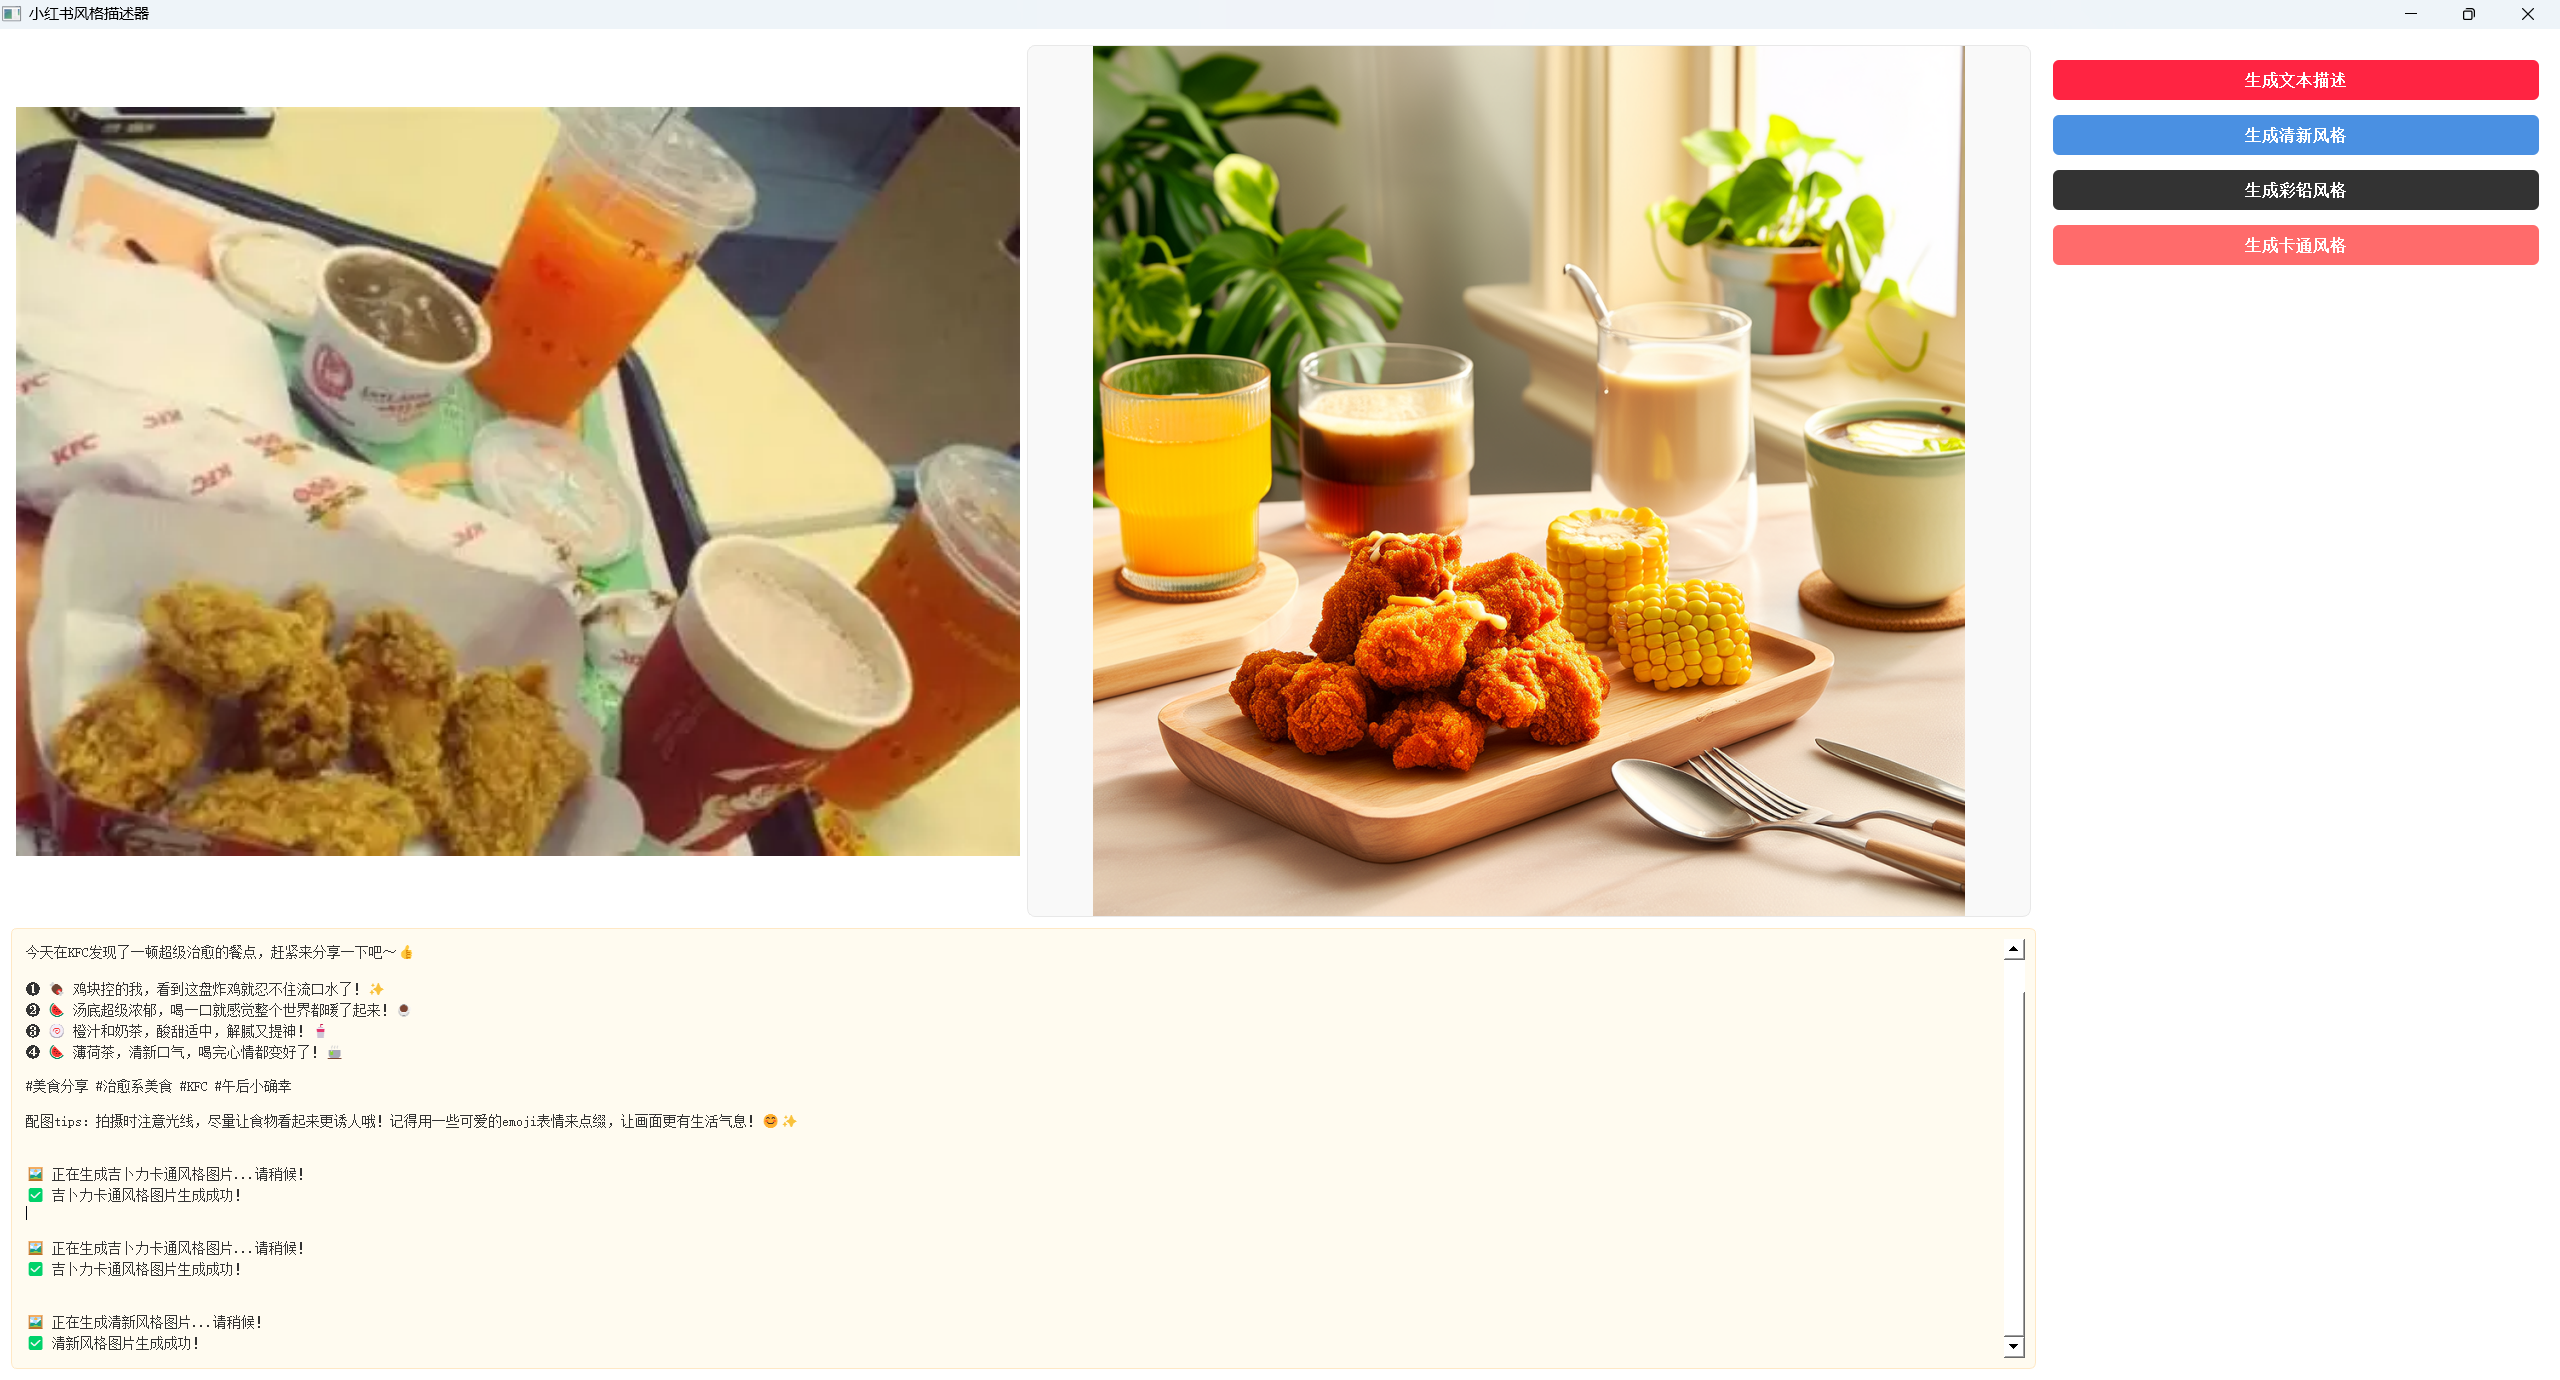 小红书风格描述器
生成文本描述
生成清新风格
生成彩铅风格
生成卡通风格
KFC
KFC
KFC
KFC
今天在KFC发现了一顿超级治愈的餐点，赶紧来分享一下吧～👍
❶ 🍖 鸡块控的我，看到这盘炸鸡就忍不住流口水了！✨
❷ 🍉 汤底超级浓郁，喝一口就感觉整个世界都暖了起来！☕
❸ 🍥 橙汁和奶茶，酸甜适中，解腻又提神！🥤
❹ 🍉 薄荷茶，清新口气，喝完心情都变好了！🍵
#美食分享 #治愈系美食 #KFC #午后小确幸
配图tips：拍摄时注意光线，尽量让食物看起来更诱人哦！记得用一些可爱的emoji表情来点缀，让画面更有生活气息！😊✨
🖼️ 正在生成吉卜力卡通风格图片...请稍候！
✅ 吉卜力卡通风格图片生成成功！
🖼️ 正在生成吉卜力卡通风格图片...请稍候！
✅ 吉卜力卡通风格图片生成成功！
🖼️ 正在生成清新风格图片...请稍候！
✅ 清新风格图片生成成功！